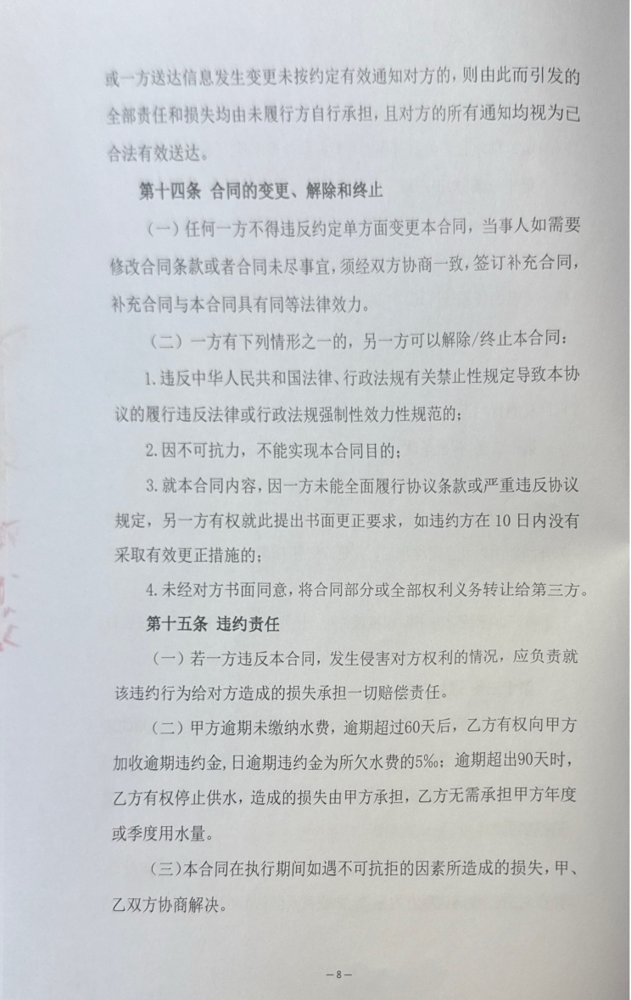 或一方送达信息发生变更未按约定有效通知对方的，则由此而引发的
全部责任和损失均由未履行方自行承担，且对方的所有通知均视为已
合法有效送达。
第十四条 合同的变更、解除和终止
（一）任何一方不得违反约定单方面变更本合同，当事人如需要
修改合同条款或者合同未尽事宜，须经双方协商一致，签订补充合同，
补充合同与本合同具有同等法律效力。
（二）一方有下列情形之一的，另一方可以解除/终止本合同：
1.违反中华人民共和国法律、行政法规有关禁止性规定导致本协
议的履行违反法律或行政法规强制性效力性规范的；
2.因不可抗力，不能实现本合同目的；
3.就本合同内容，因一方未能全面履行协议条款或严重违反协议
规定，另一方有权就此提出书面更正要求，如违约方在 10 日内没有
采取有效更正措施的；
4.未经对方书面同意，将合同部分或全部权利义务转让给第三方。
第十五条 违约责任
（一）若一方违反本合同，发生侵害对方权利的情况，应负责就
该违约行为给对方造成的损失承担一切赔偿责任。
（二）甲方逾期未缴纳水费，逾期超过60天后，乙方有权向甲方
加收逾期违约金,日逾期违约金为所欠水费的5‰；逾期超出90天时，
乙方有权停止供水，造成的损失由甲方承担，乙方无需承担甲方年度
或季度用水量。
（三）本合同在执行期间如遇不可抗拒的因素所造成的损失，甲、
乙双方协商解决。
－8－